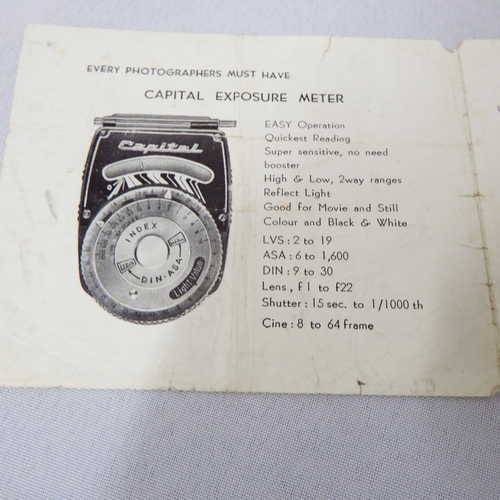 EVERY PHOTOGRAPHERS MUST HAVE
CAPITAL EXPOSURE METER
Capital
INDEX
DIN·ASA
Light Value
EASY Operation
Quickest Reading
Super sensitive, no need
booster
High & Low, 2way ranges
Reflect Light
Good for Movie and Still
Colour and Black & White
LVS : 2 to 19
ASA : 6 to 1,600
DIN : 9 to 30
Lens, f 1 to f22
Shutter : 15 sec. to 1/1000 th
Cine : 8 to 64 frame